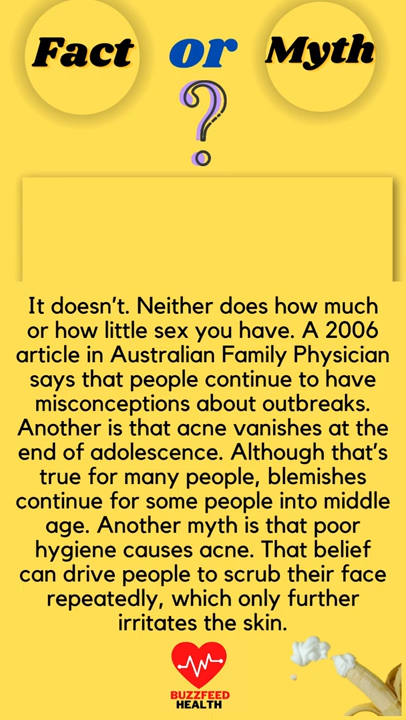 Fact or Myth
?
It doesn't. Neither does how much
or how little sex you have. A 2006
article in Australian Family Physician
says that people continue to have
misconceptions about outbreaks.
Another is that acne vanishes at the
end of adolescence. Although that's
true for many people, blemishes
continue for some people into middle
age. Another myth is that poor
hygiene causes acne. That belief
can drive people to scrub their face
repeatedly, which only further
irritates the skin.
BUZZFEED
HEALTH